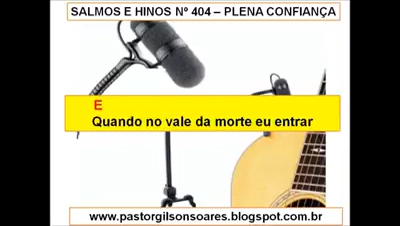 SALMOS E HINOS Nº 404 – PLENA CONFIANÇA
E
Quando no vale da morte eu entrar
www.pastorgilsonsoares.blogspot.com.br